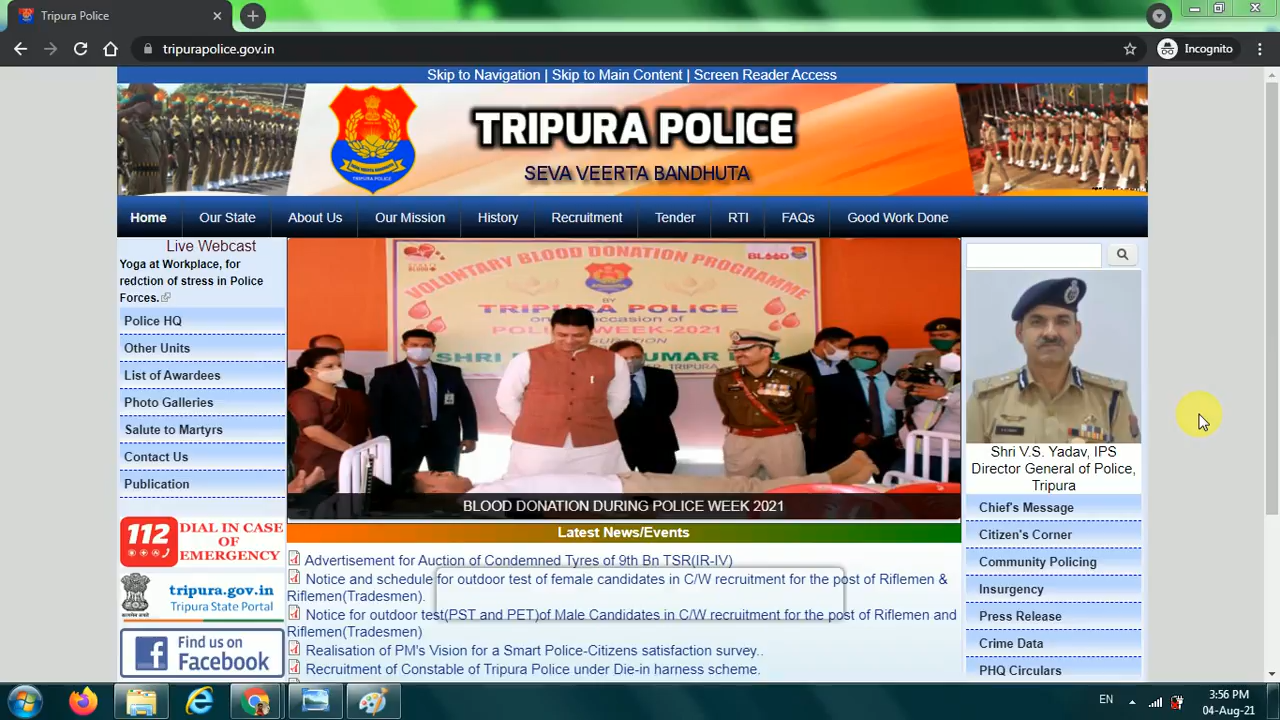 Tripura Police
tripurapolice.gov.in
Incognito
Skip to Navigation | Skip to Main Content | Screen Reader Access
TRIPURA POLICE
SEVA VEERTA BANDHUTA
TRIPURA POLICE
Home Our State About Us Our Mission History Recruitment Tender RTI FAQs Good Work Done
Live Webcast
Yoga at Workplace, for
redction of stress in Police
Forces.
Police HQ
Other Units
List of Awardees
Photo Galleries
Salute to Martyrs
Contact Us
Publication
112 DIAL IN CASE
OF
EMERGENCY
tripura.gov.in
Tripura State Portal
Find us on
Facebook
VOLUNTARY BLOOD DONATION PROGRAMME
BY
TRIPURA POLICE
POLICE WEEK-2021
SHRI
KUMAR
TRIPURA
BLOOD DONATION DURING POLICE WEEK 2021
Latest News/Events
Advertisement for Auction of Condemned Tyres of 9th Bn TSR(IR-IV)
Notice and schedule for outdoor test of female candidates in C/W recruitment for the post of Riflemen &
Riflemen(Tradesmen).
Notice for outdoor test(PST and PET)of Male Candidates in C/W recruitment for the post of Riflemen and
Riflemen(Tradesmen)
Realisation of PM's Vision for a Smart Police-Citizens satisfaction survey..
Recruitment of Constable of Tripura Police under Die-in harness scheme.
Shri V.S. Yadav, IPS
Director General of Police,
Tripura
Chief's Message
Citizen's Corner
Community Policing
Insurgency
Press Release
Crime Data
PHQ Circulars
EN
3:56 PM
04-Aug-21